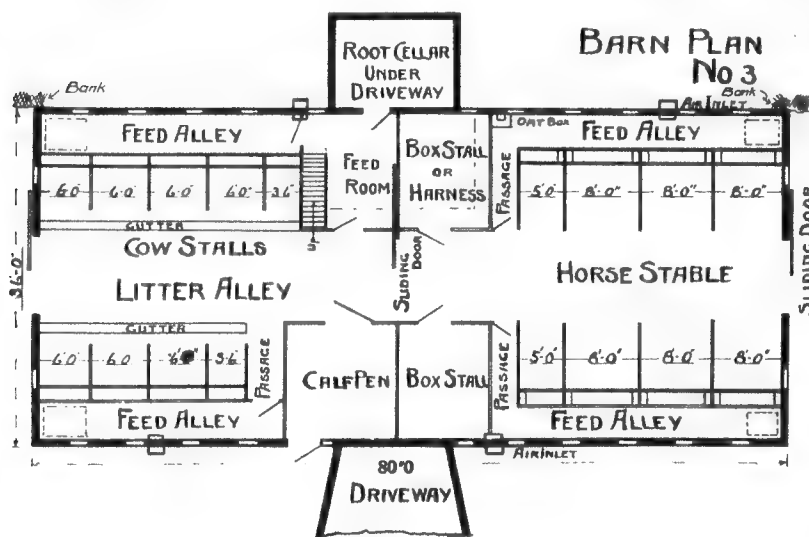 BARN PLAN
No 3
Bank
Bank
ROOT CELLAR
UNDER
DRIVEWAY
AIR INLET
FEED ALLEY
OAT BOX
FEED ALLEY
FEED
ROOM
BOX STALL
OR
HARNESS
PASSAGE
6-0 6-0 6-0 6-0" 3-6"
5'-0 8'-0" 8'-0" 8'-0"
GUTTER
UP
COW STALLS
36'-0"
LITTER ALLEY
SLIDING
DOOR
HORSE STABLE
SLIDING DOOR
GUTTER
6'-0" 6-0 3-6"
PASSAGE
CALF PEN
BOX STALL
PASSAGE
5'-0 8'-0" 8'-0" 8'-0"
FEED ALLEY
FEED ALLEY
AIR INLET
80'0
DRIVEWAY